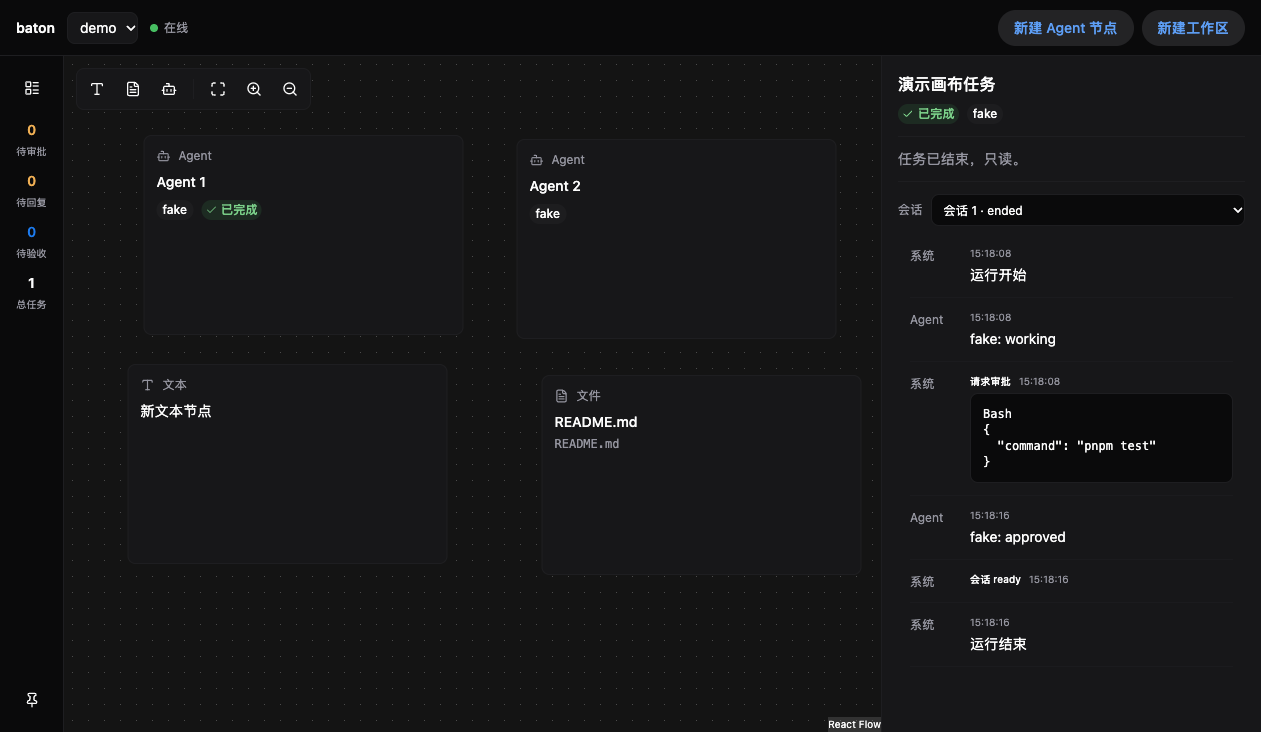 baton
demo
在线
新建 Agent 节点
新建工作区
0
待审批
0
待回复
0
待验收
1
总任务
Agent
Agent 1
fake
已完成
Agent
Agent 2
fake
文本
新文本节点
文件
README.md
README.md
React Flow
演示画布任务
已完成
fake
任务已结束，只读。
会话
会话 1 · ended
系统
15:18:08
运行开始
Agent
15:18:08
fake: working
系统
请求审批 15:18:08
Bash
{
"command": "pnpm test"
}
Agent
15:18:16
fake: approved
系统
会话 ready 15:18:16
系统
15:18:16
运行结束